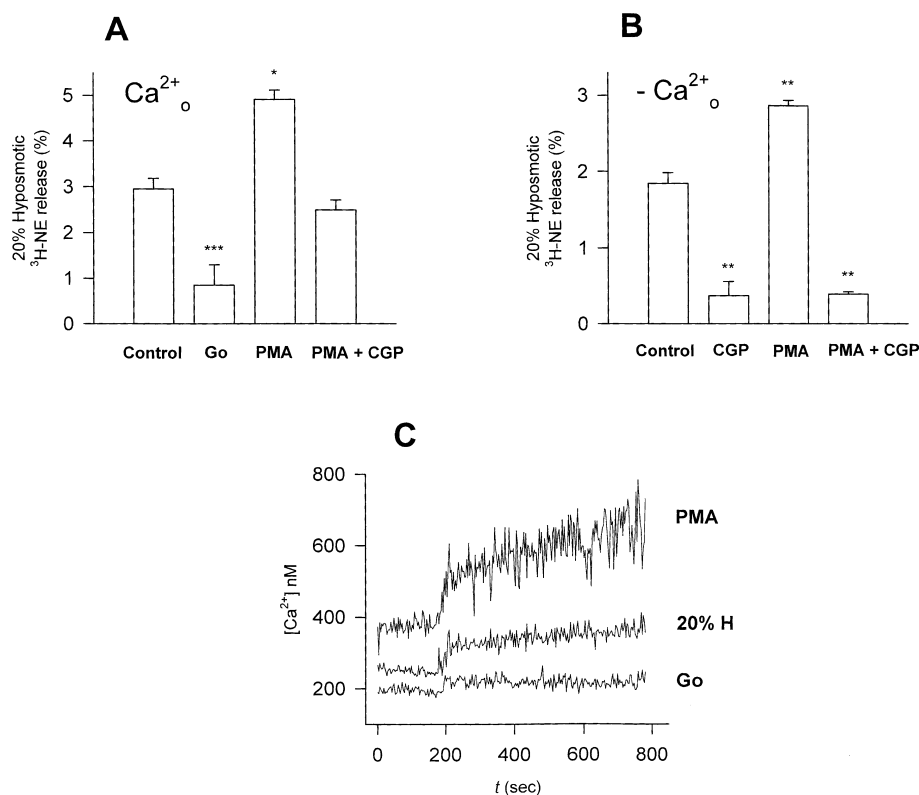 A
Ca2+o
20% Hyposmotic
3H-NE release (%)
5
4
3
2
1
0
*
***
Control Go PMA PMA + CGP
B
- Ca2+o
20% Hyposmotic
3H-NE release (%)
3
2
1
0
**
**
**
Control CGP PMA PMA + CGP
C
[Ca2+] nM
800
600
400
200
PMA
20% H
Go
0 200 400 600 800
t (sec)